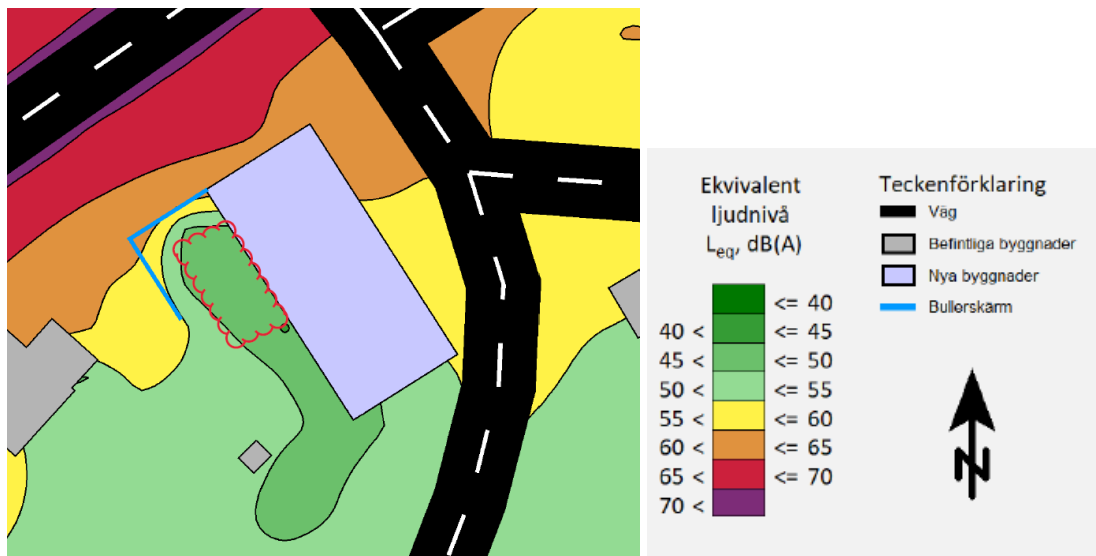 Ekvivalent
ljudnivå
Leq, dB(A)
<= 40
40 < <= 45
45 < <= 50
50 < <= 55
55 < <= 60
60 < <= 65
65 < <= 70
70 <
Teckenförklaring
Väg
Befintliga byggnader
Nya byggnader
Bullerskärm
N